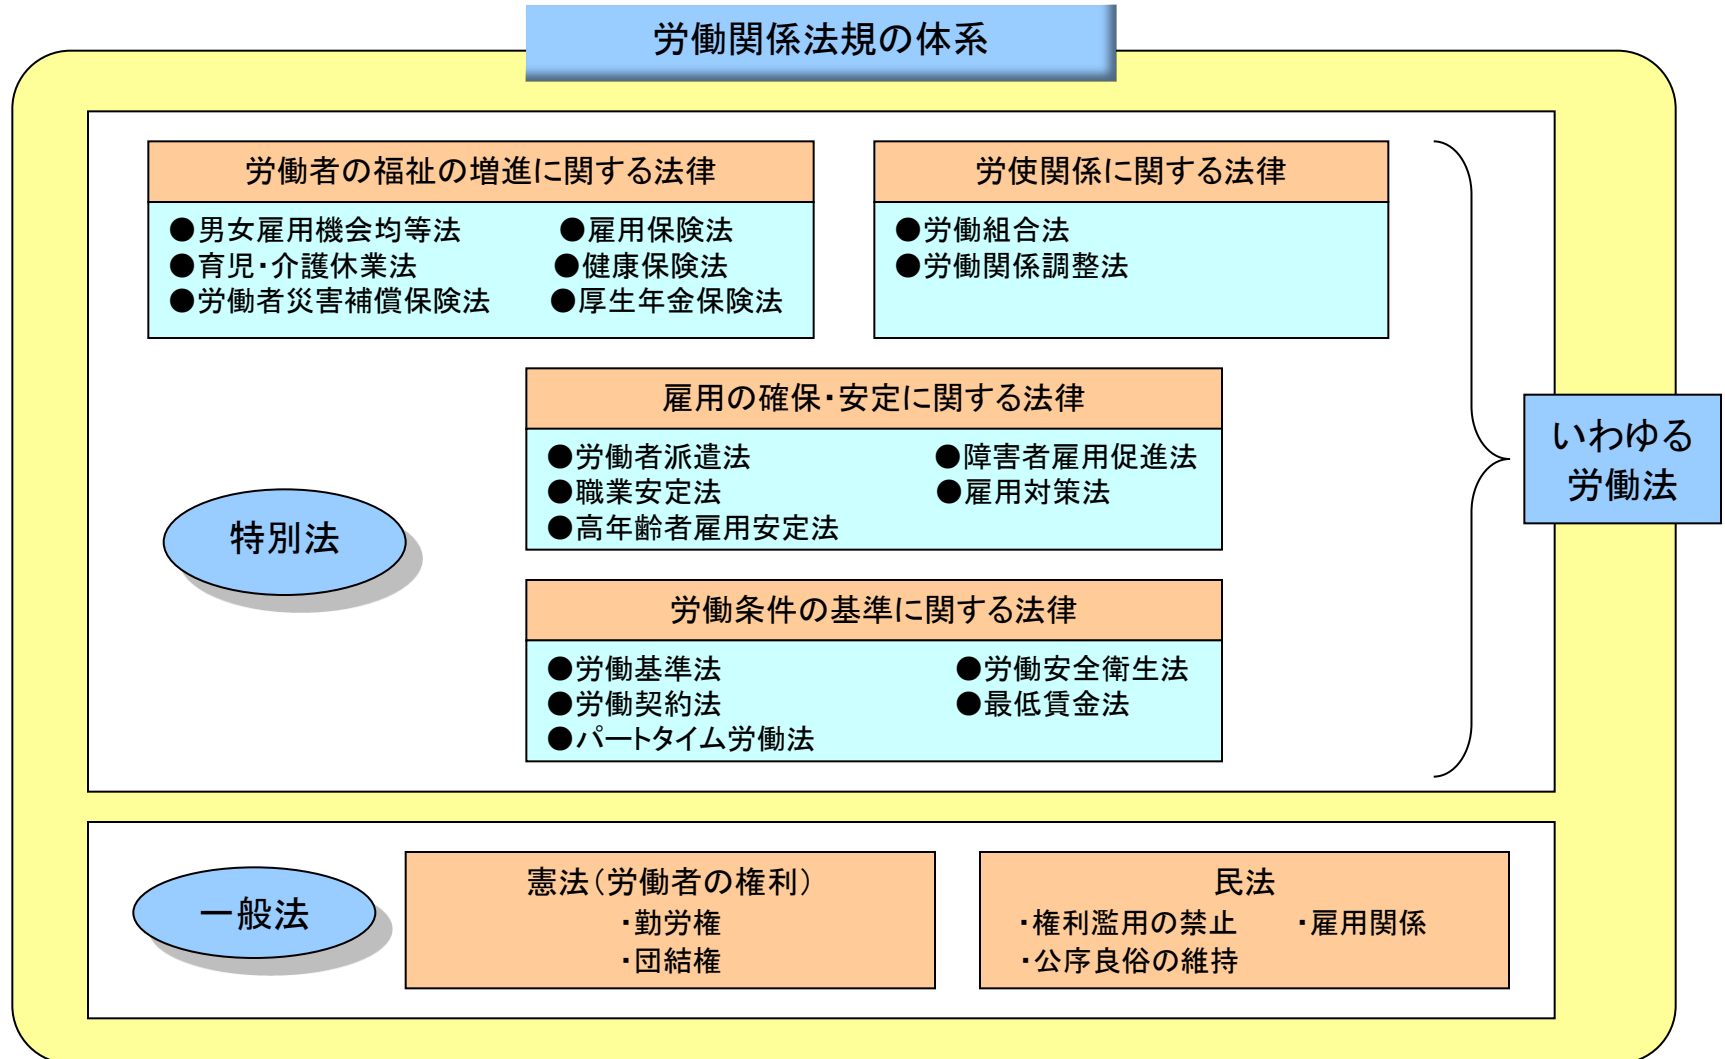 労働関係法規の体系
労働者の福祉の増進に関する法律
●男女雇用機会均等法 ●雇用保険法
●育児・介護休業法 ●健康保険法
●労働者災害補償保険法 ●厚生年金保険法
労使関係に関する法律
●労働組合法
●労働関係調整法
雇用の確保・安定に関する法律
●労働者派遣法 ●障害者雇用促進法
●職業安定法 ●雇用対策法
●高年齢者雇用安定法
いわゆる
労働法
特別法
労働条件の基準に関する法律
●労働基準法 ●労働安全衛生法
●労働契約法 ●最低賃金法
●パートタイム労働法
一般法
憲法(労働者の権利)
・勤労権
・団結権
民法
・権利濫用の禁止 ・雇用関係
・公序良俗の維持